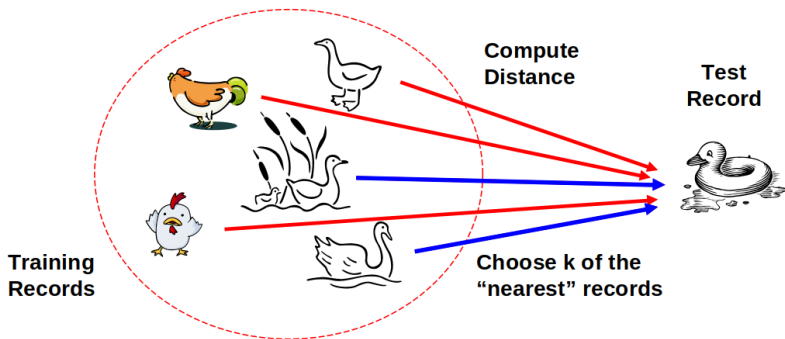 Compute
Distance
Test
Record
Training
Records
Choose k of the
“nearest” records